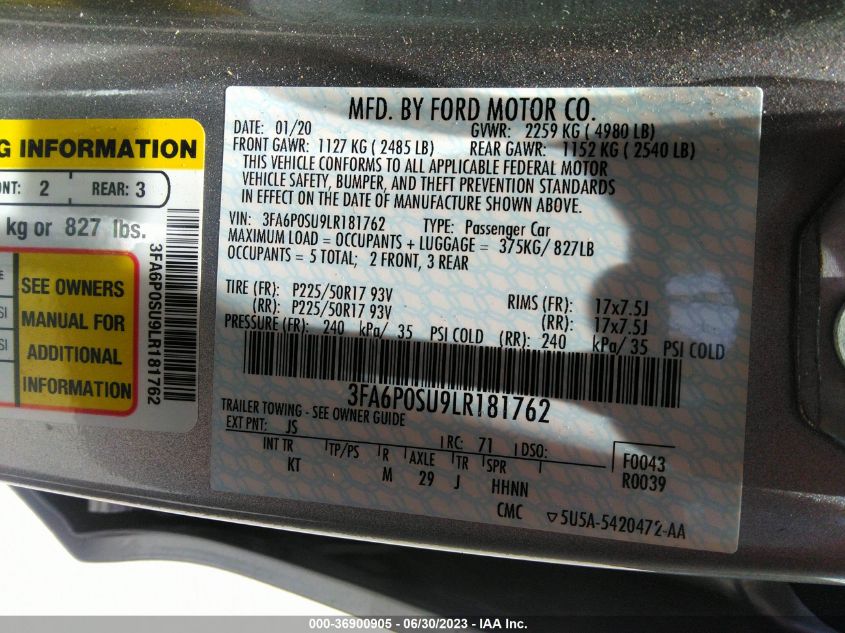 G INFORMATION
NT: 2 REAR: 3
kg or 827 lbs.
SEE OWNERS
MANUAL FOR
ADDITIONAL
INFORMATION
3FA6P0SU9LR181762
MFD. BY FORD MOTOR CO.
DATE: 01/20 GVWR: 2259 KG (4980 LB)
FRONT GAWR: 1127 KG (2485 LB) REAR GAWR: 1152 KG (2540 LB)
THIS VEHICLE CONFORMS TO ALL APPLICABLE FEDERAL MOTOR
VEHICLE SAFETY, BUMPER, AND THEFT PREVENTION STANDARDS
IN EFFECT ON THE DATE OF MANUFACTURE SHOWN ABOVE.
VIN: 3FA6P0SU9LR181762 TYPE: Passenger Car
MAXIMUM LOAD = OCCUPANTS + LUGGAGE = 375KG/ 827LB
OCCUPANTS = 5 TOTAL; 2 FRONT, 3 REAR
TIRE (FR): P225/50R17 93V RIMS (FR): 17x7.5J
(RR): P225/50R17 93V (RR): 17x7.5J
PRESSURE (FR): 240 kPa/ 35 PSI COLD (RR): 240 kPa/ 35 PSI COLD
3FA6P0SU9LR181762
TRAILER TOWING - SEE OWNER GUIDE
EXT PNT: JS RC: 71 DSO: F0043
INT TR TP/PS R AXLE TR SPR R0039
KT M 29 J HHNN
CMC ▽5U5A-5420472-AA
000-36900905 - 06/30/2023 - IAA Inc.